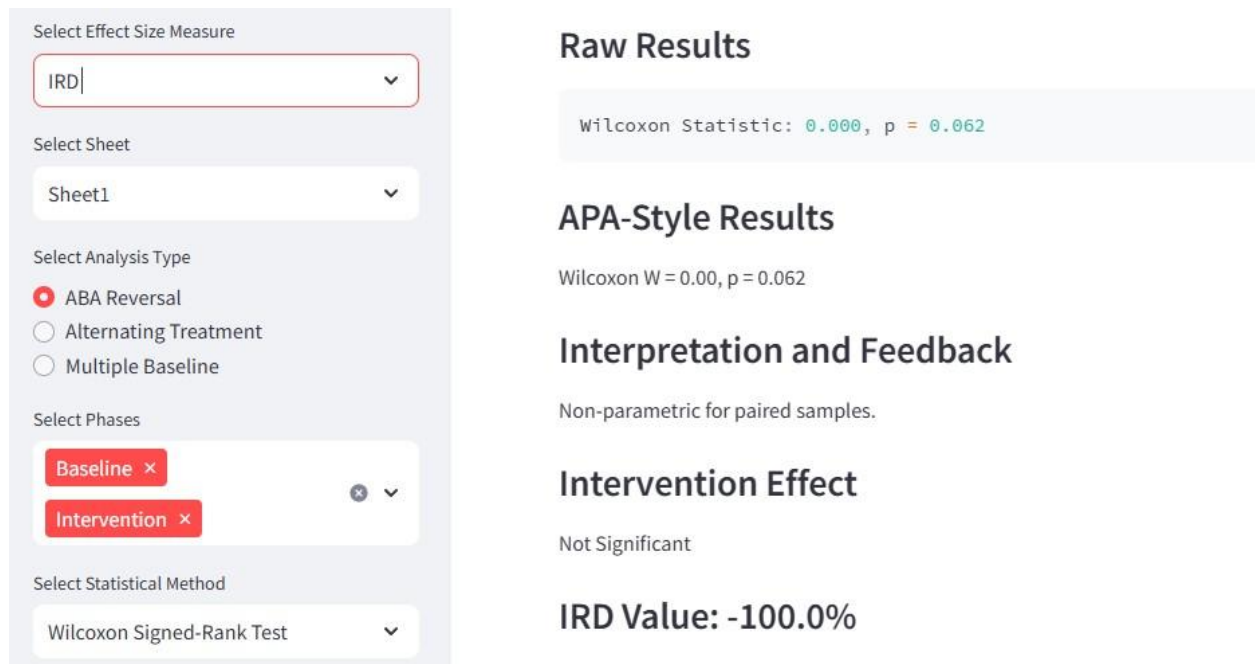 Select Effect Size Measure
IRD
Select Sheet
Sheet1
Select Analysis Type
ABA Reversal
Alternating Treatment
Multiple Baseline
Select Phases
Baseline ×
Intervention ×
Select Statistical Method
Wilcoxon Signed-Rank Test
Raw Results
Wilcoxon Statistic: 0.000, p = 0.062
APA-Style Results
Wilcoxon W = 0.00, p = 0.062
Interpretation and Feedback
Non-parametric for paired samples.
Intervention Effect
Not Significant
IRD Value: -100.0%